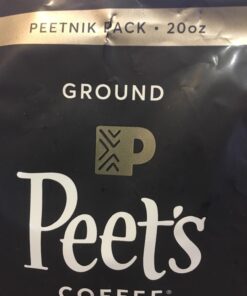 PEETNIK PACK • 20oz
GROUND
P
Peet's
COFFEE®